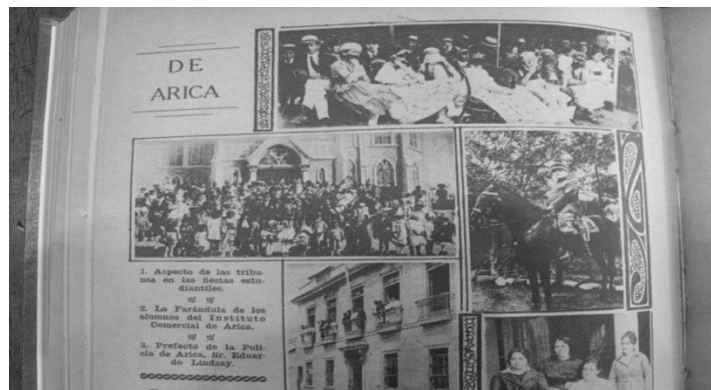 DE
ARICA
1. Aspecto de las tribu-
nas en las fiestas estu-
diantiles.
2. La Farándula de los
alumnos del Instituto
Comercial de Arica.
3. Prefecto de la Poli-
cía de Arica, Sr. Eduar-
do Lindsay.